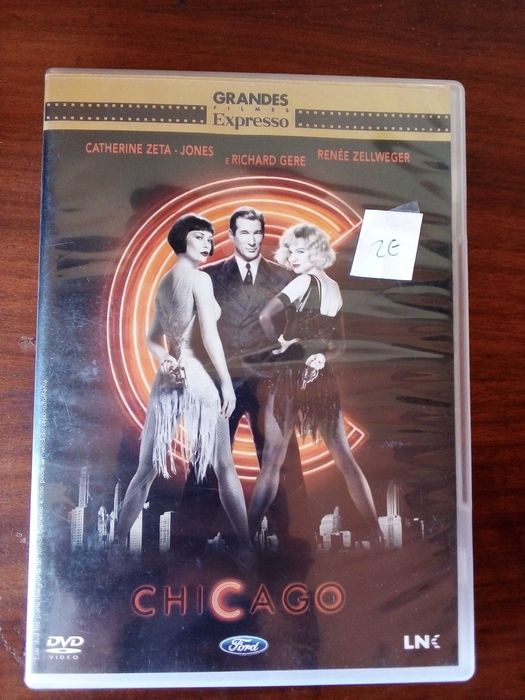 GRANDES
FILMES
Expresso
CATHERINE ZETA - JONES
E RICHARD GERE
RENÉE ZELLWEGER
2€
CHICAGO
DVD
VIDEO
Ford
LNK